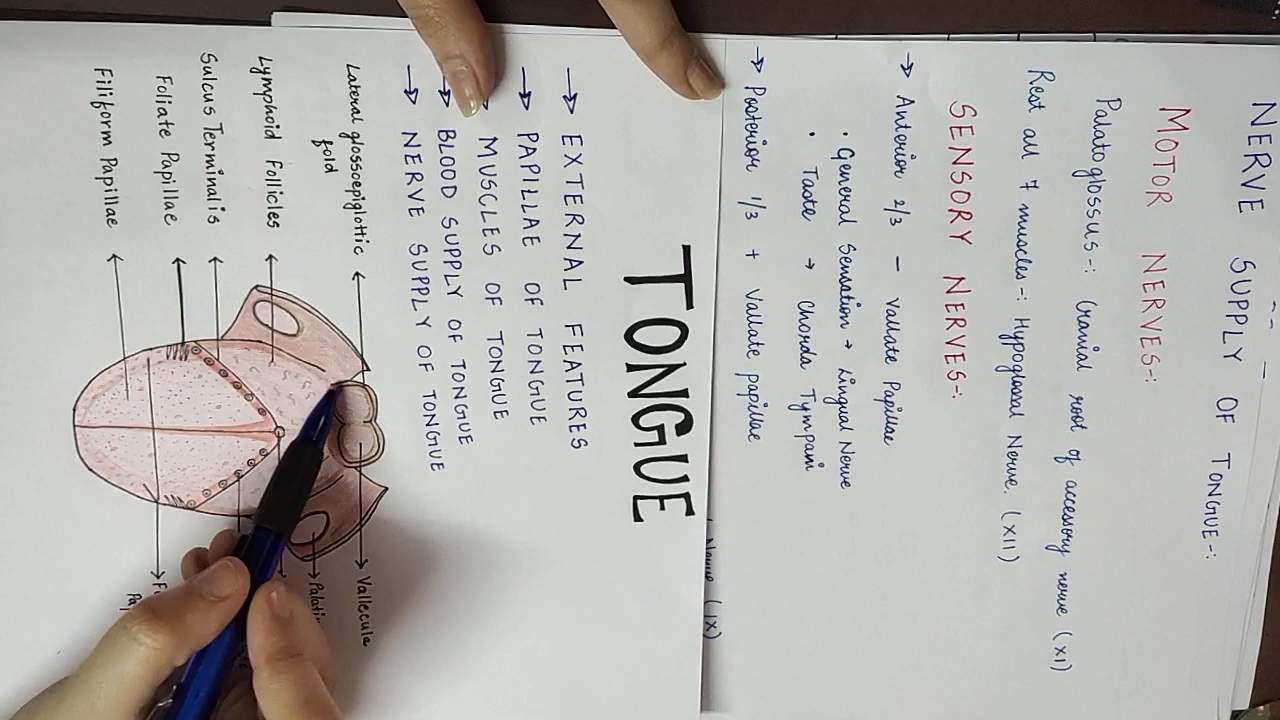 NERVE SUPPLY OF TONGUE-:
MOTOR NERVES-:
Palatoglossus-: Cranial root of accessory nerve (XI)
Rest all 7 muscles-: Hypoglossal Nerve. (XII)
SENSORY NERVES-:
→ Anterior 2/3 - Vallate Papillae
• General Sensation → Lingual Nerve
• Taste → Chorda Tympani
→ Posterior 1/3 + Vallate papillae
Nerve (IX)
TONGUE
→ EXTERNAL FEATURES
→ PAPILLAE OF TONGUE
→ MUSCLES OF TONGUE
→ BLOOD SUPPLY OF TONGUE
→ NERVE SUPPLY OF TONGUE
Lateral glossoepiglottic
fold
Lymphoid Follicles
Sulcus Terminalis
Foliate Papillae
Filiform Papillae
Vallecula